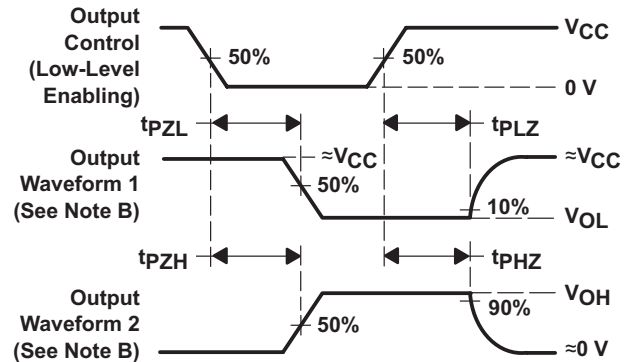 Output
Control
(Low-Level
Enabling)
50%
50%
VCC
0 V
tPZL
tPLZ
Output
Waveform 1
(See Note B)
≈VCC
50%
≈VCC
10%
VOL
tPZH
tPHZ
Output
Waveform 2
(See Note B)
50%
VOH
90%
≈0 V